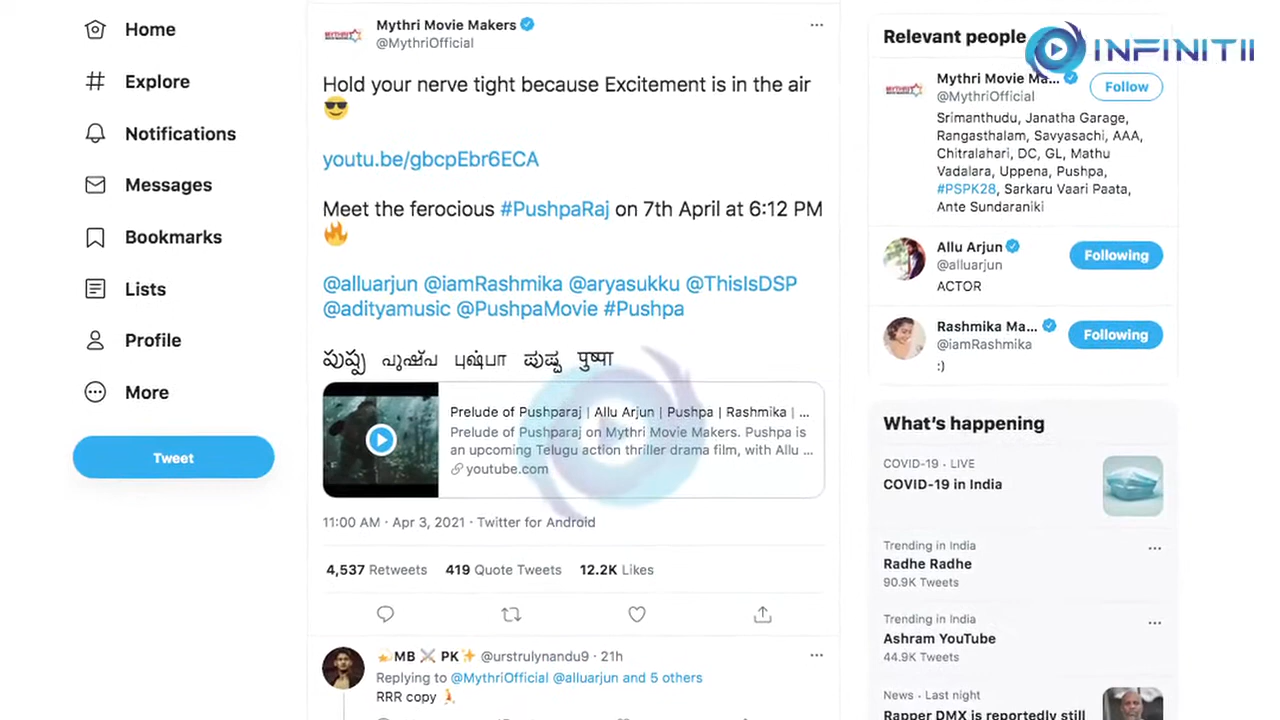 Home
Explore
Notifications
Messages
Bookmarks
Lists
Profile
More
Tweet
Mythri Movie Makers
@MythriOfficial
Hold your nerve tight because Excitement is in the air
😎
youtu.be/gbcpEbr6ECA
Meet the ferocious #PushpaRaj on 7th April at 6:12 PM
🔥
@alluarjun @iamRashmika @aryasukku @ThisIsDSP
@adityamusic @PushpaMovie #Pushpa
పుష్ప പുഷ്പ புஷ்பா ಪುಷ್ಪ पुष्पा
Prelude of Pushparaj | Allu Arjun | Pushpa | Rashmika | ...
Prelude of Pushparaj on Mythri Movie Makers. Pushpa is
an upcoming Telugu action thriller drama film, with Allu ...
youtube.com
11:00 AM · Apr 3, 2021 · Twitter for Android
4,537 Retweets 419 Quote Tweets 12.2K Likes
💫MB ⚔️ PK✨ @urstrulynandu9 · 21h
Replying to @MythriOfficial @alluarjun and 5 others
RRR copy
INFINITII
Relevant people
Mythri Movie Ma...
@MythriOfficial
Follow
Srimanthudu, Janatha Garage,
Rangasthalam, Savyasachi, AAA,
Chitralahari, DC, GL, Mathu
Vadalara, Uppena, Pushpa,
#PSPK28, Sarkaru Vaari Paata,
Ante Sundaraniki
Allu Arjun
@alluarjun
Following
ACTOR
Rashmika Ma...
@iamRashmika
Following
:)
What's happening
COVID-19 · LIVE
COVID-19 in India
Trending in India
Radhe Radhe
90.9K Tweets
Trending in India
Ashram YouTube
44.9K Tweets
News · Last night
Rapper DMX is reportedly still